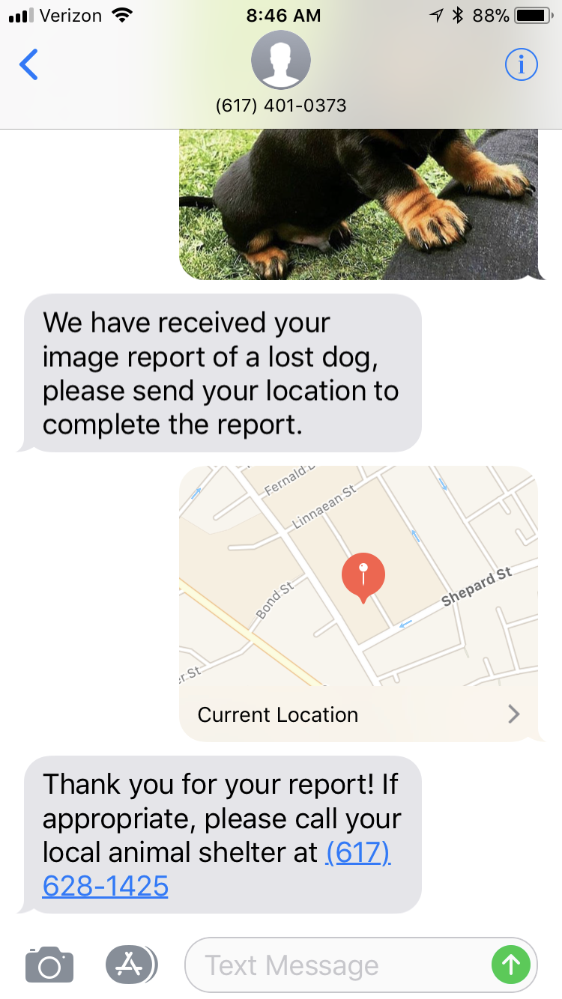 Verizon 8:46 AM 88%
(617) 401-0373
We have received your
image report of a lost dog,
please send your location to
complete the report.
Fernald
Linnaean St
Bond St
Shepard St
er St
Current Location
Thank you for your report! If
appropriate, please call your
local animal shelter at (617)
628-1425
Text Message